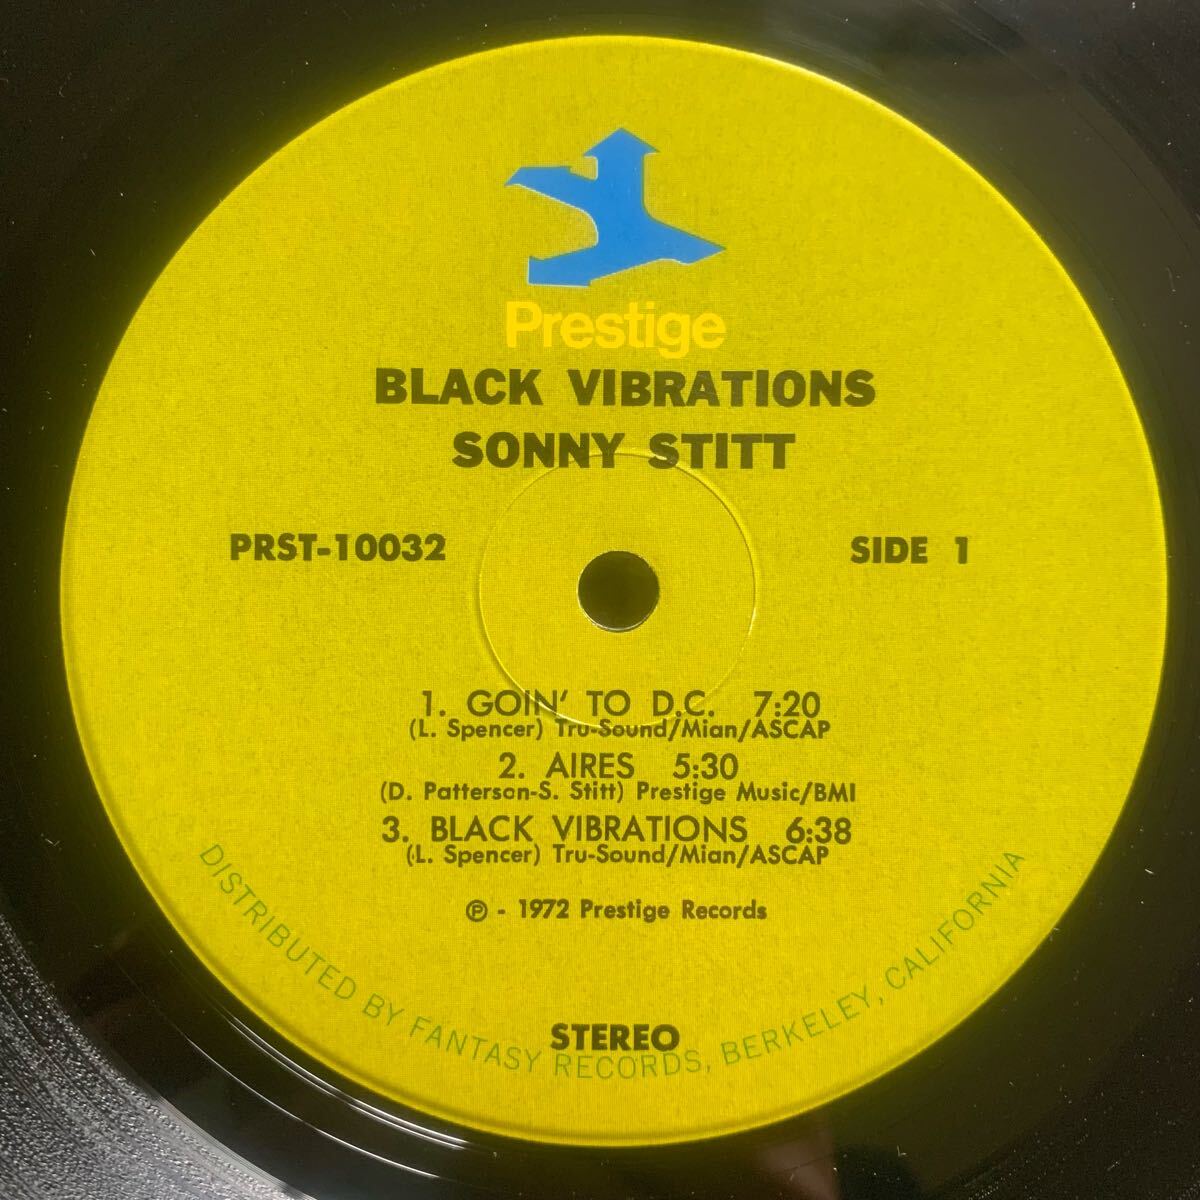 Prestige
BLACK VIBRATIONS
SONNY STITT
PRST-10032
SIDE 1
1. GOIN' TO D.C. 7:20
(L. Spencer) Tru-Sound/Mian/ASCAP
2. AIRES 5:30
(D. Patterson-S. Stitt) Prestige Music/BMI
3. BLACK VIBRATIONS 6:38
(L. Spencer) Tru-Sound/Mian/ASCAP
℗ - 1972 Prestige Records
STEREO
DISTRIBUTED BY FANTASY RECORDS, BERKELEY, CALIFORNIA